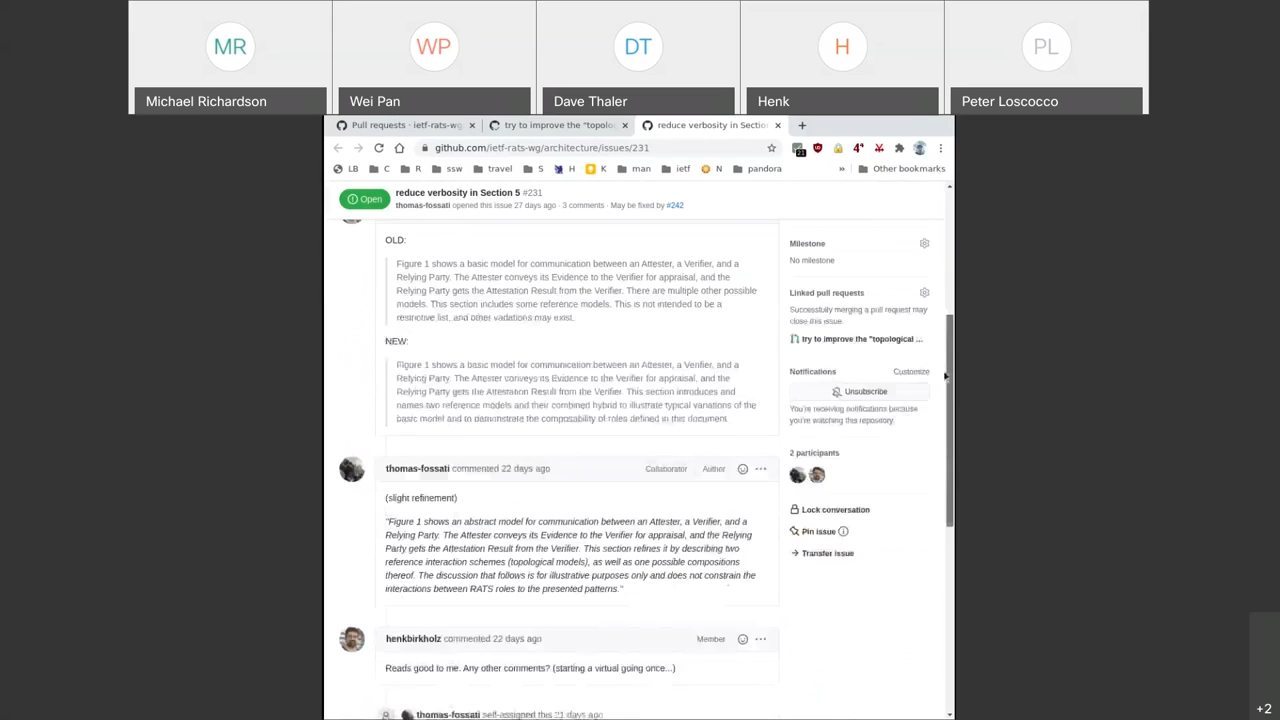 MR
WP
DT
H
PL
Michael Richardson
Wei Pan
Dave Thaler
Henk
Peter Loscocco
Pull requests · ietf-rats-wg
try to improve the "topolo
reduce verbosity in Sectio
github.com/ietf-rats-wg/architecture/issues/231
21
LB
C
R
ssw
travel
S
H
K
man
ietf
N
pandora
»
Other bookmarks
Open
reduce verbosity in Section 5 #231
thomas-fossati opened this issue 27 days ago · 3 comments · May be fixed by #242
OLD:
Figure 1 shows a basic model for communication between an Attester, a Verifier, and a
Relying Party. The Attester conveys its Evidence to the Verifier for appraisal, and the
Relying Party gets the Attestation Result from the Verifier. There are multiple other possible
models. This section includes some reference models. This is not intended to be a
restrictive list, and other variations may exist.
NEW:
Figure 1 shows a basic model for communication between an Attester, a Verifier, and a
Relying Party. The Attester conveys its Evidence to the Verifier for appraisal, and the
Relying Party gets the Attestation Result from the Verifier. This section introduces and
names two reference models and their combined hybrid to illustrate typical variations of the
basic model and to demonstrate the composability of roles defined in this document.
thomas-fossati commented 22 days ago
Collaborator
Author
(slight refinement)
"Figure 1 shows an abstract model for communication between an Attester, a Verifier, and a
Relying Party. The Attester conveys its Evidence to the Verifier for appraisal, and the Relying
Party gets the Attestation Result from the Verifier. This section refines it by describing two
reference interaction schemes (topological models), as well as one possible compositions
thereof. The discussion that follows is for illustrative purposes only and does not constrain the
interactions between RATS roles to the presented patterns."
henkbirkholz commented 22 days ago
Member
Reads good to me. Any other comments? (starting a virtual going once...)
thomas-fossati self-assigned this 21 days ago
Milestone
No milestone
Linked pull requests
Successfully merging a pull request may
close this issue.
try to improve the "topological ...
Notifications
Customize
Unsubscribe
You're receiving notifications because
you're watching this repository.
2 participants
Lock conversation
Pin issue
Transfer issue
+2